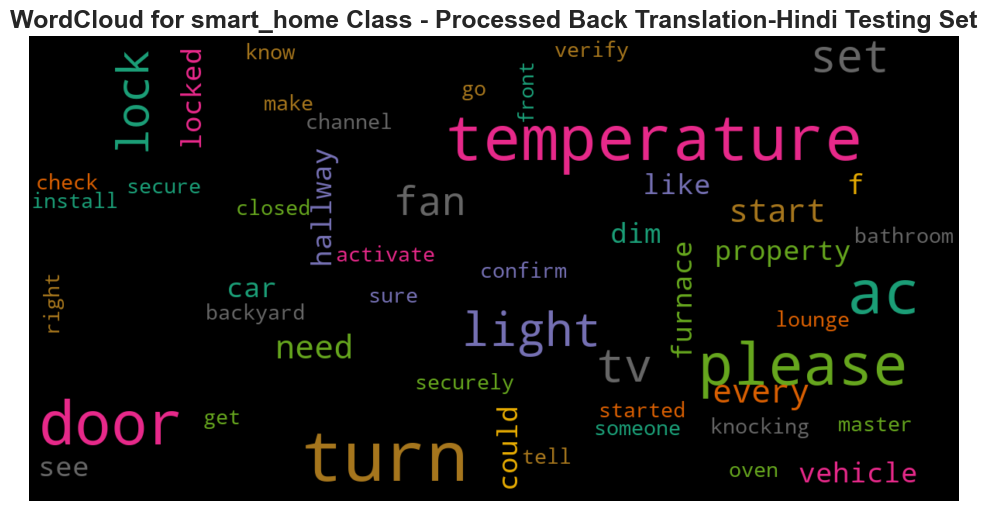 WordCloud for smart_home Class - Processed Back Translation-Hindi Testing Set
know
verify
set
lock
locked
go
front
make
channel
temperature
check
secure
install
hallway
fan
like
f
closed
start
dim
bathroom
activate
property
furnace
confirm
right
car
sure
ac
backyard
lounge
light
need
tv
please
securely
every
door
get
could
started
someone
knocking
master
turn
tell
see
oven
vehicle